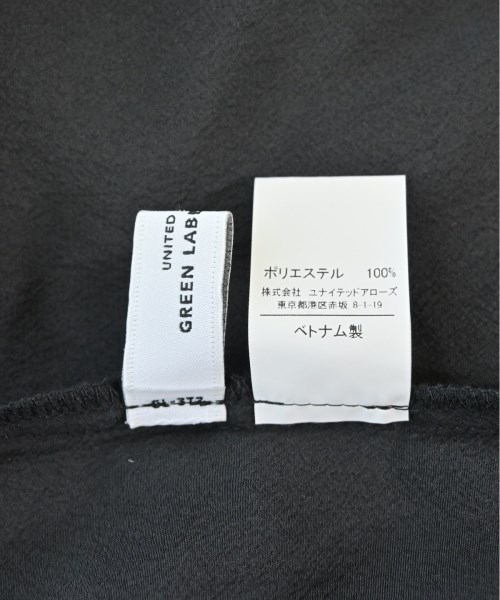 UNITED
GREEN LABE
ポリエステル 100%
株式会社 ユナイテッドアローズ
東京都港区赤坂 8-1-19
ベトナム製